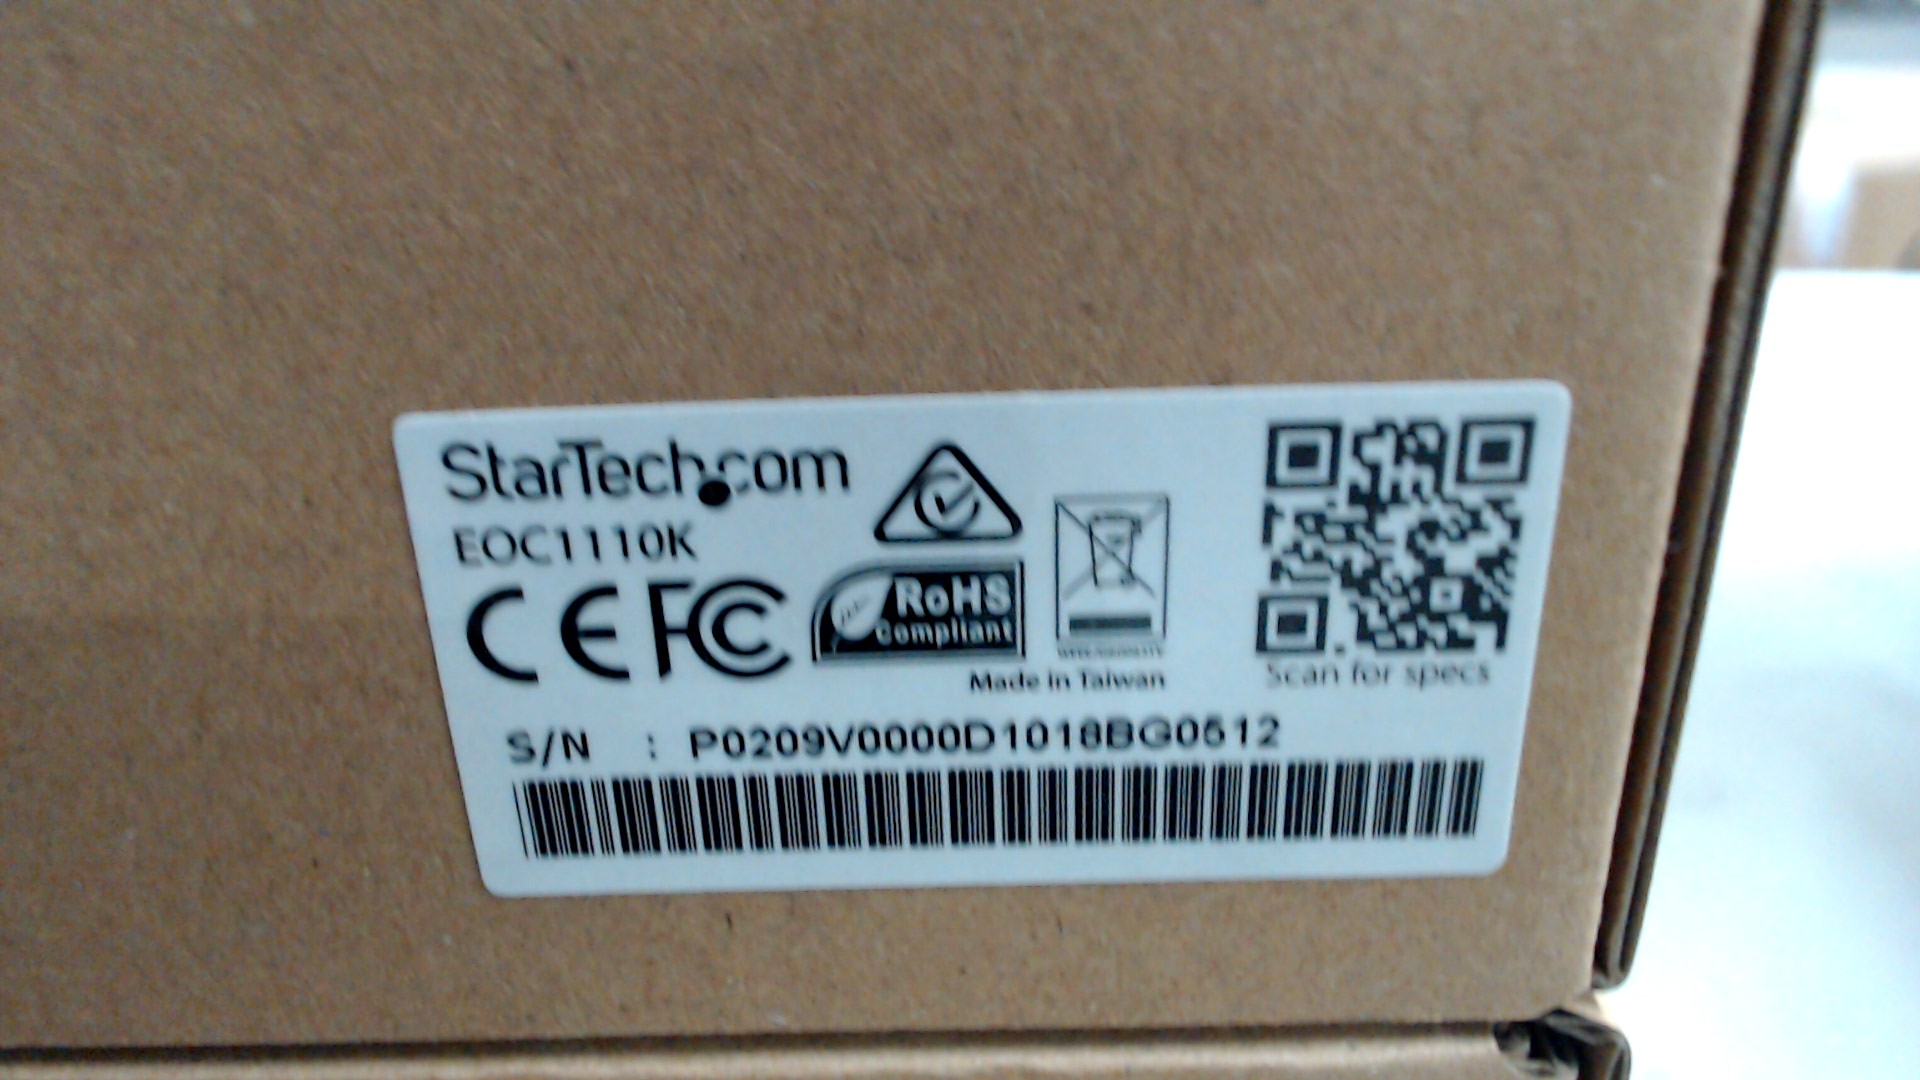 StarTech.com
EOC1110K
CE FC
RoHS
Compliant
Made in Taiwan
Scan for specs
S/N : P0209V0000D1018BG0512